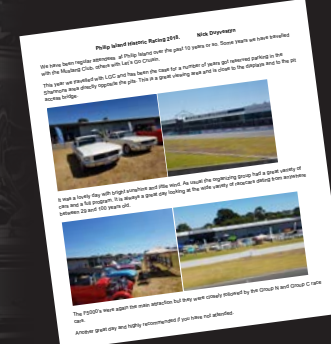 Phillip Island Historic Racing 2018. Nick Duyvestyn
We have been regular attendees at Phillip Island over the past 10 years or so. Some years we have travelled
with the Mustang Club, others with Let's Go Cruisin.
This year we travelled with LGC and has been the case for a number of years got reserved parking in the
Shannons area directly opposite the pits. This is a great viewing area and is close to the displays and to the pit
access bridge.
It was a lovely day with bright sunshine and little wind. As usual the organizing group had a great variety of
cars and a full program. It is always a great day looking at the wide variety of racecars dating from anywhere
between 20 and 100 years old.
The F5000's were again the main attraction but they were closely followed by the Group N and Group C race
cars.
Another great day and highly recommended if you have not attended.